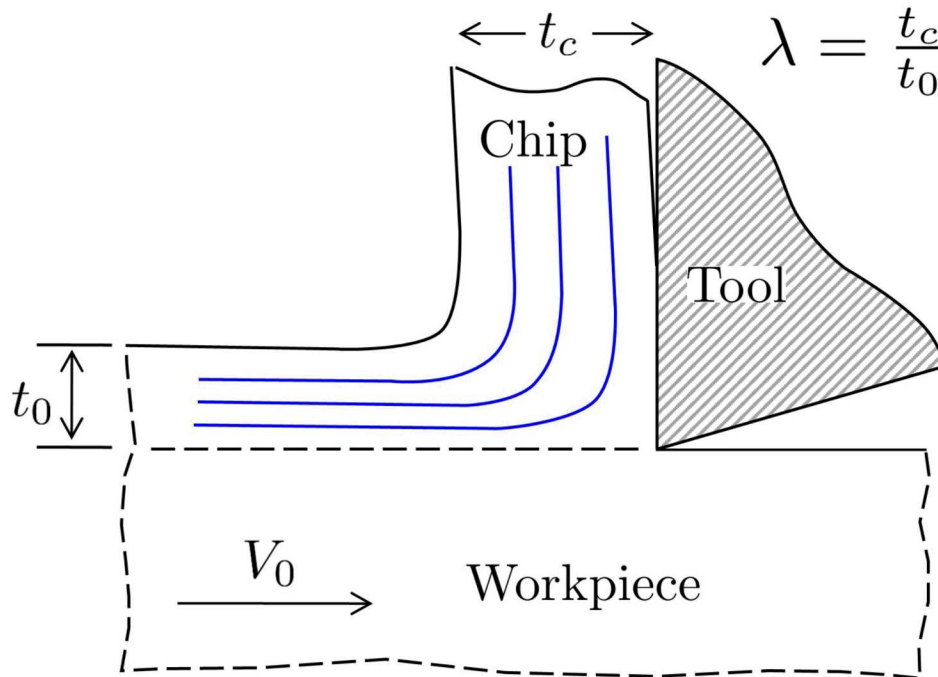 t_c
λ = t_c/t_0
Chip
Tool
t_0
V_0
Workpiece